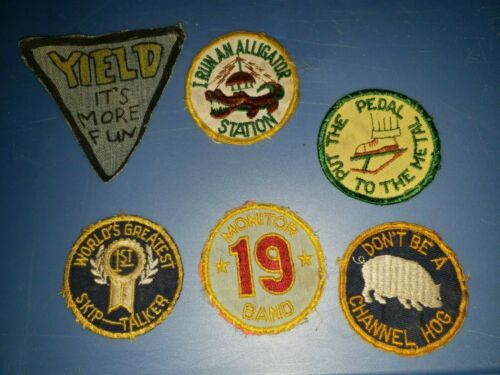 YIELD
IT'S
MORE
FUN
I RUN AN ALLIGATOR
STATION
PUT THE PEDAL
TO THE METAL
WORLD'S GREATEST
1ST
SKIP-TALKER
MONITOR
19
BAND
DON'T BE A
CHANNEL HOG